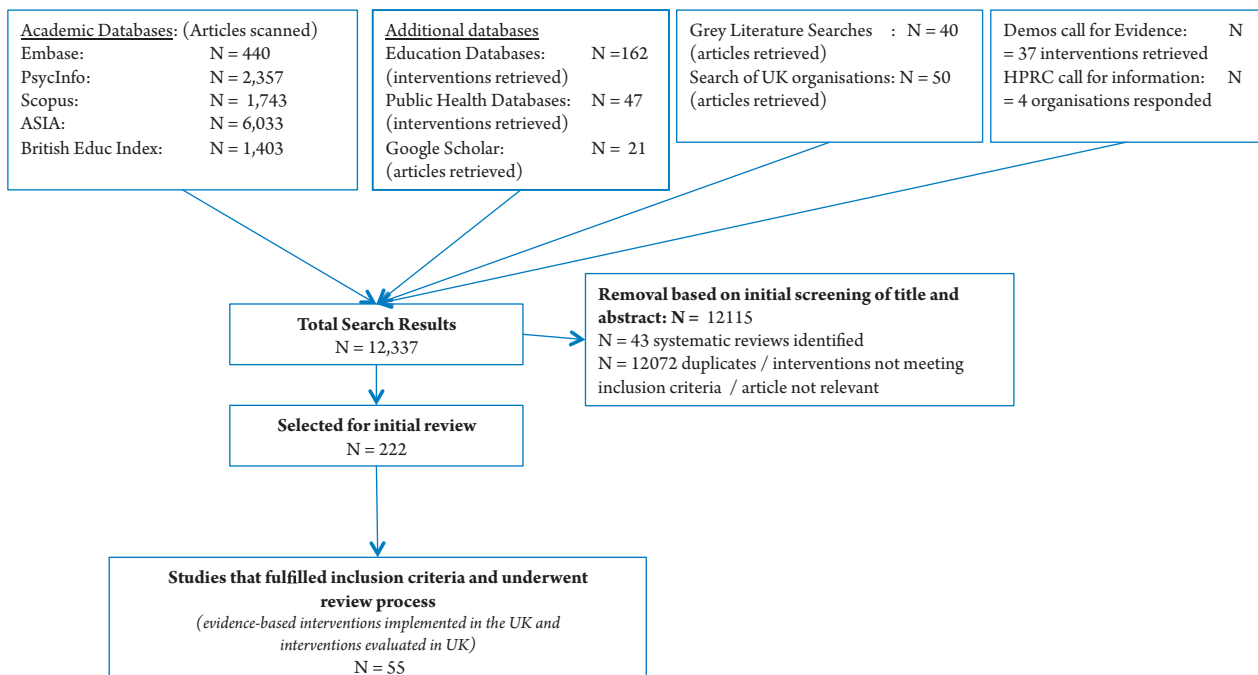 Academic Databases: (Articles scanned)
Embase: N = 440
PsycInfo: N = 2,357
Scopus: N = 1,743
ASIA: N = 6,033
British Educ Index: N = 1,403
Additional databases
Education Databases: N =162
(interventions retrieved)
Public Health Databases: N = 47
(interventions retrieved)
Google Scholar: N = 21
(articles retrieved)
Grey Literature Searches : N = 40
(articles retrieved)
Search of UK organisations: N = 50
(articles retrieved)
Demos call for Evidence: N
= 37 interventions retrieved
HPRC call for information: N
= 4 organisations responded
Total Search Results
N = 12,337
Removal based on initial screening of title and
abstract: N = 12115
N = 43 systematic reviews identified
N = 12072 duplicates / interventions not meeting
inclusion criteria / article not relevant
Selected for initial review
N = 222
Studies that fulfilled inclusion criteria and underwent
review process
(evidence-based interventions implemented in the UK and
interventions evaluated in UK)
N = 55